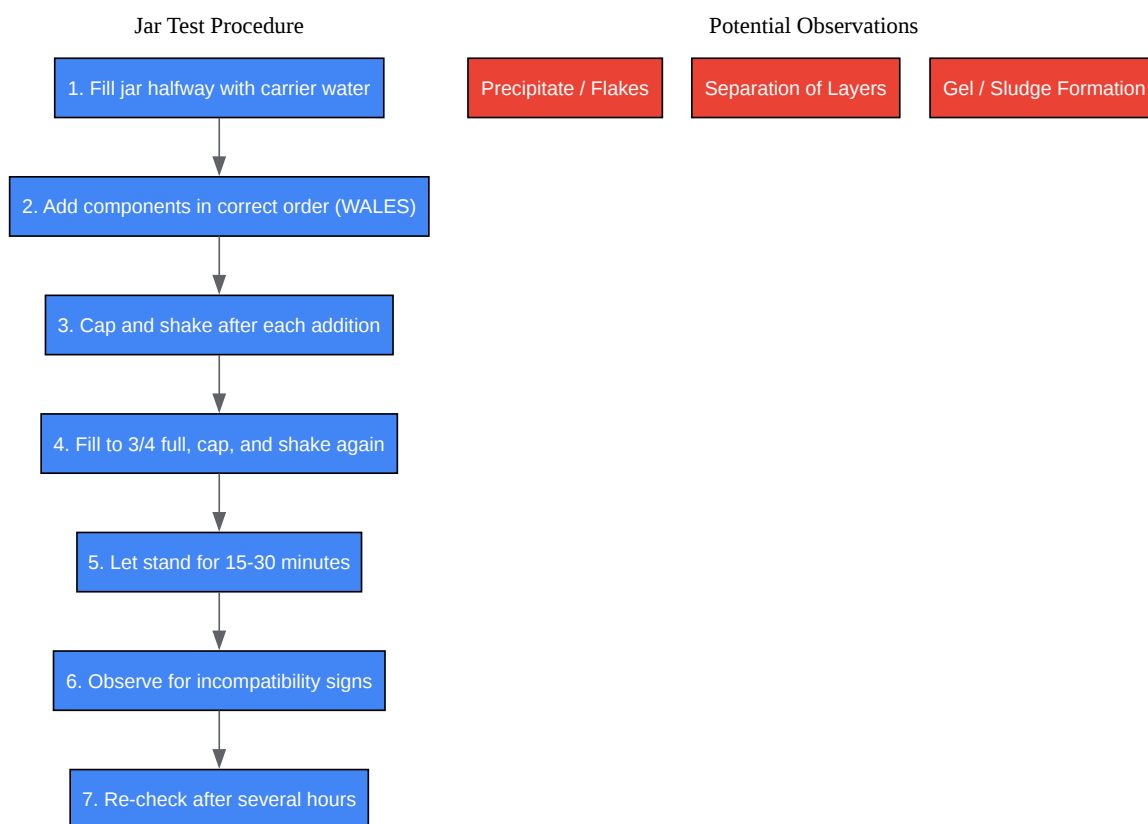 Jar Test Procedure
1. Fill jar halfway with carrier water
2. Add components in correct order (WALES)
3. Cap and shake after each addition
4. Fill to 3/4 full, cap, and shake again
5. Let stand for 15-30 minutes
6. Observe for incompatibility signs
7. Re-check after several hours
Potential Observations
Precipitate / Flakes
Separation of Layers
Gel / Sludge Formation